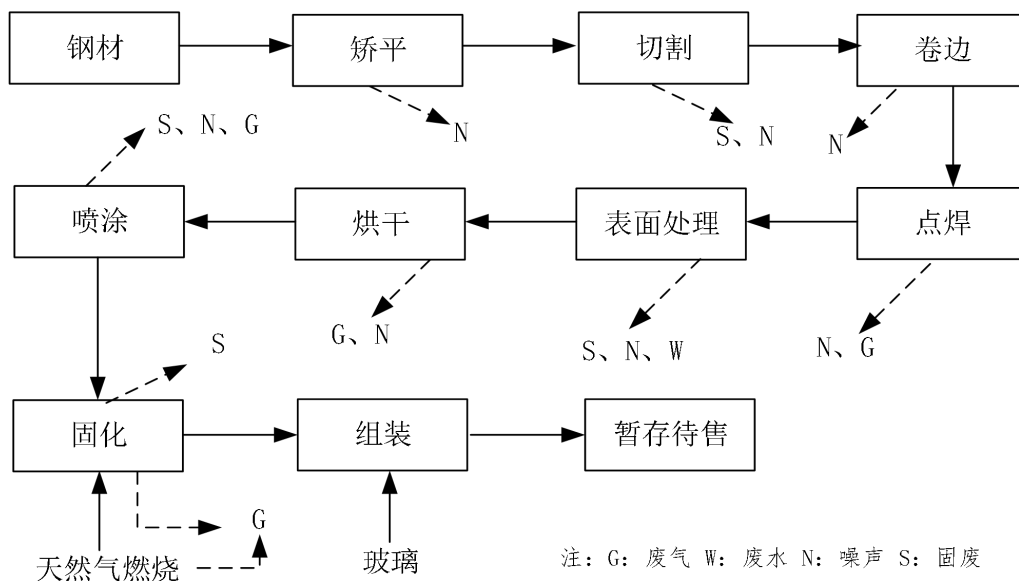 钢材 矫平 切割 卷边
S、N、G N S、N N
喷涂 烘干 表面处理 点焊
G、N S、N、W N、G
S
固化 组装 暂存待售
G
天然气燃烧 玻璃 注: G: 废气 W: 废水 N: 噪声 S: 固废